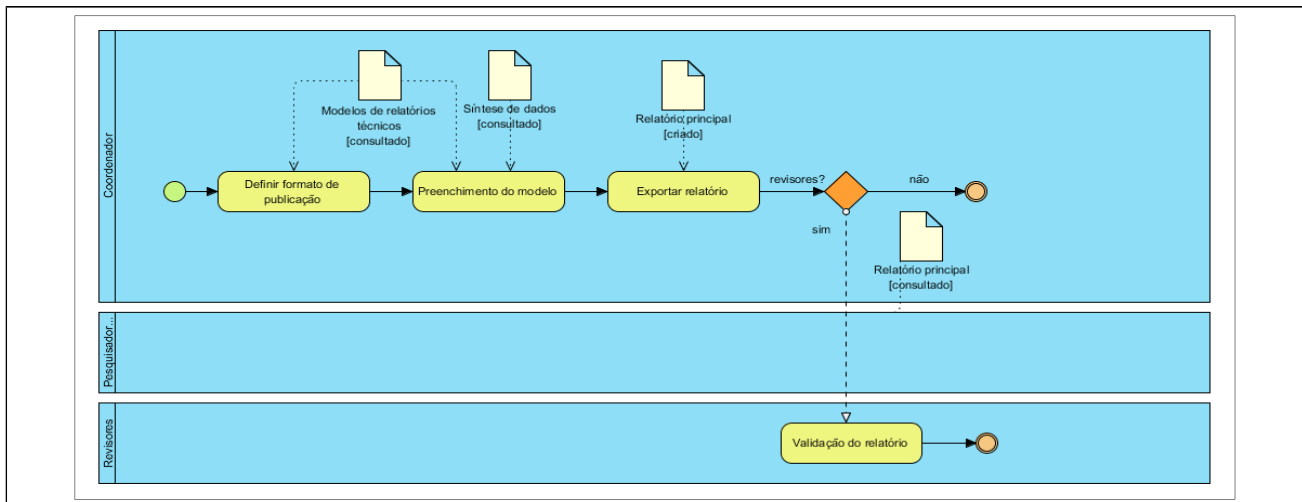 Coordenador
Modelos de relatórios
técnicos
[consultado]
Síntese de dados
[consultado]
Relatório principal
[criado]
Definir formato de
publicação
Preenchimento do modelo
Exportar relatório
revisores?
não
sim
Relatório principal
[consultado]
Pesquisador...
Revisores
Validação do relatório